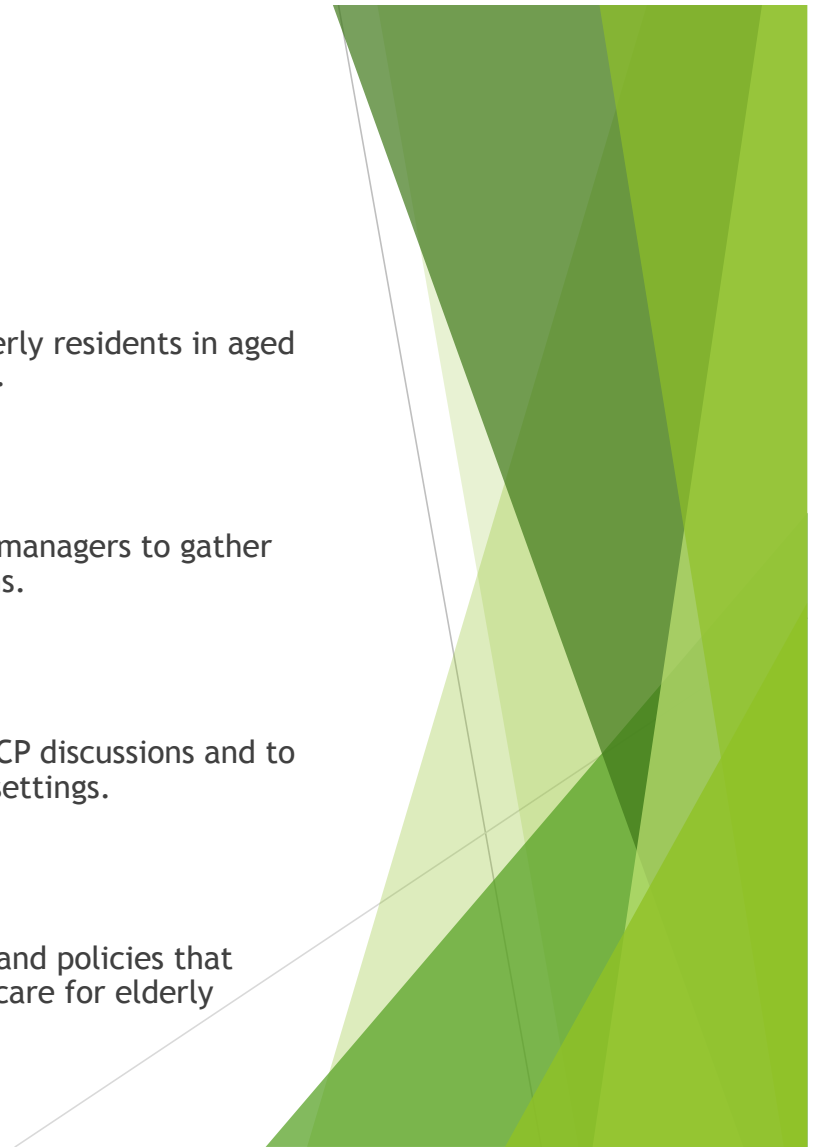 erly residents in aged
.
managers to gather
s.
CP discussions and to
settings.
and policies that
care for elderly